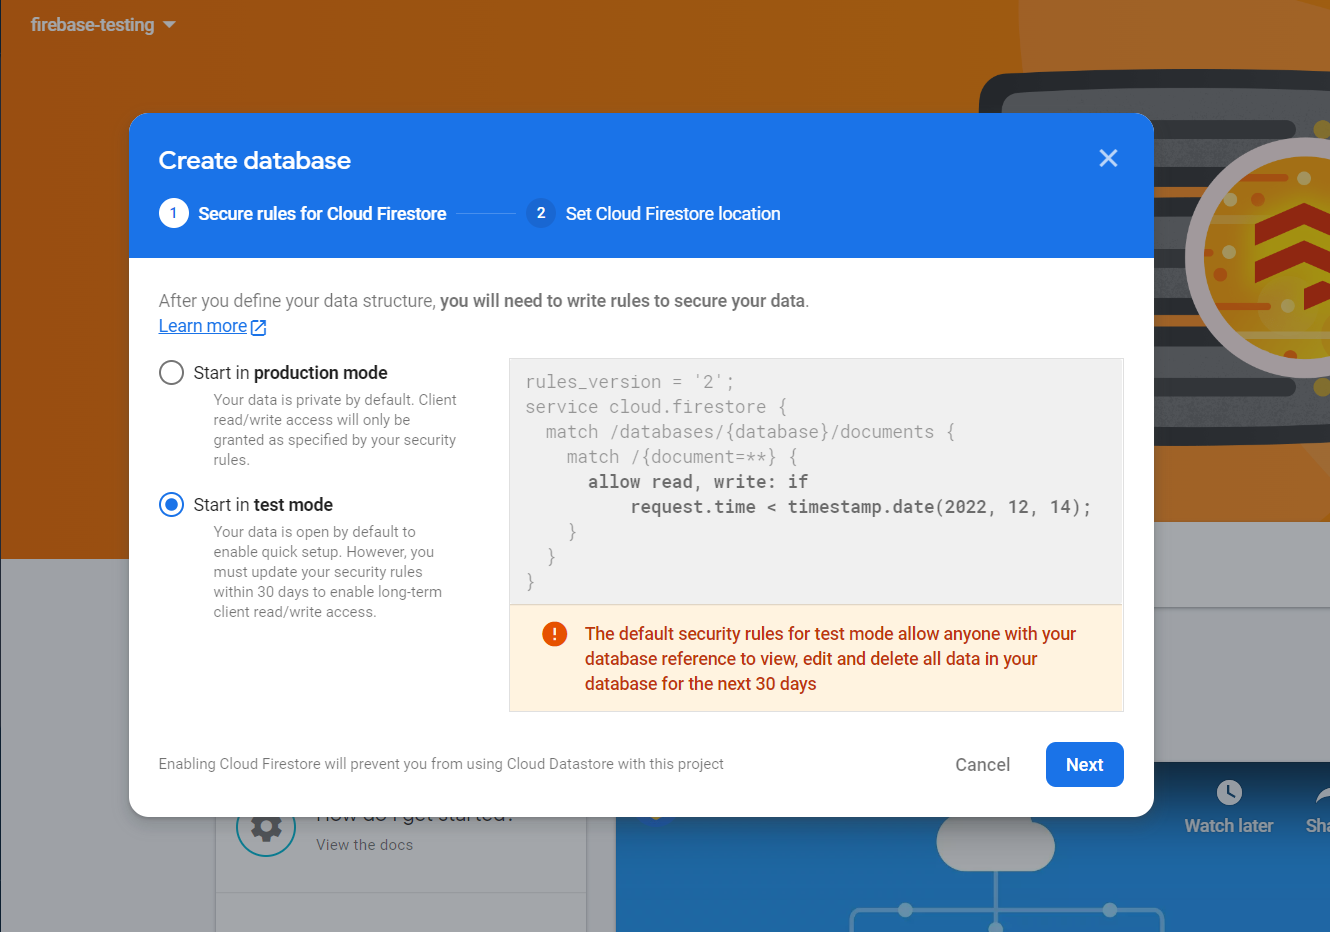 firebase-testing
Create database
1 Secure rules for Cloud Firestore 2 Set Cloud Firestore location
After you define your data structure, you will need to write rules to secure your data.
Learn more
Start in production mode
Your data is private by default. Client
read/write access will only be
granted as specified by your security
rules.
Start in test mode
Your data is open by default to
enable quick setup. However, you
must update your security rules
within 30 days to enable long-term
client read/write access.
rules_version = '2';
service cloud.firestore {
  match /databases/{database}/documents {
    match /{document=**} {
      allow read, write: if
          request.time < timestamp.date(2022, 12, 14);
    }
  }
}
The default security rules for test mode allow anyone with your
database reference to view, edit and delete all data in your
database for the next 30 days
Enabling Cloud Firestore will prevent you from using Cloud Datastore with this project
Cancel
Next
How do I get started?
View the docs
Watch later
Sha